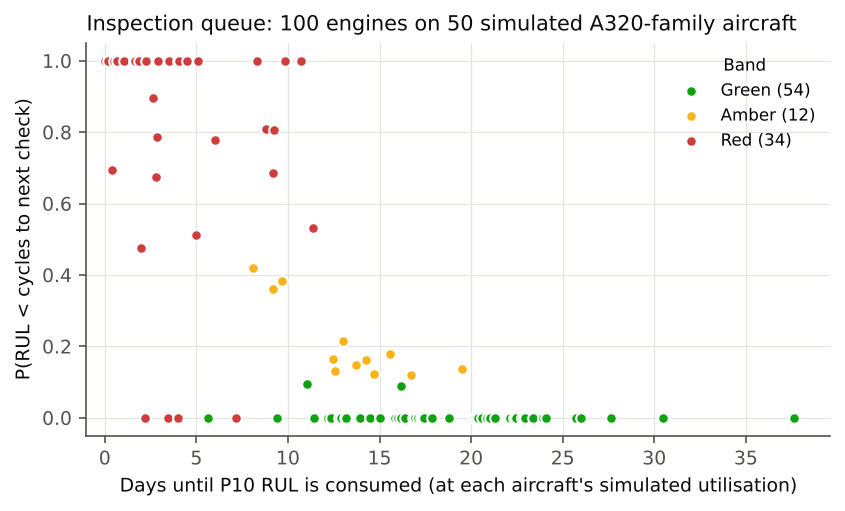 Inspection queue: 100 engines on 50 simulated A320-family aircraft
Band
Green (54)
Amber (12)
Red (34)
P(RUL < cycles to next check)
1.0
0.8
0.6
0.4
0.2
0.0
0 5 10 15 20 25 30 35
Days until P10 RUL is consumed (at each aircraft's simulated utilisation)